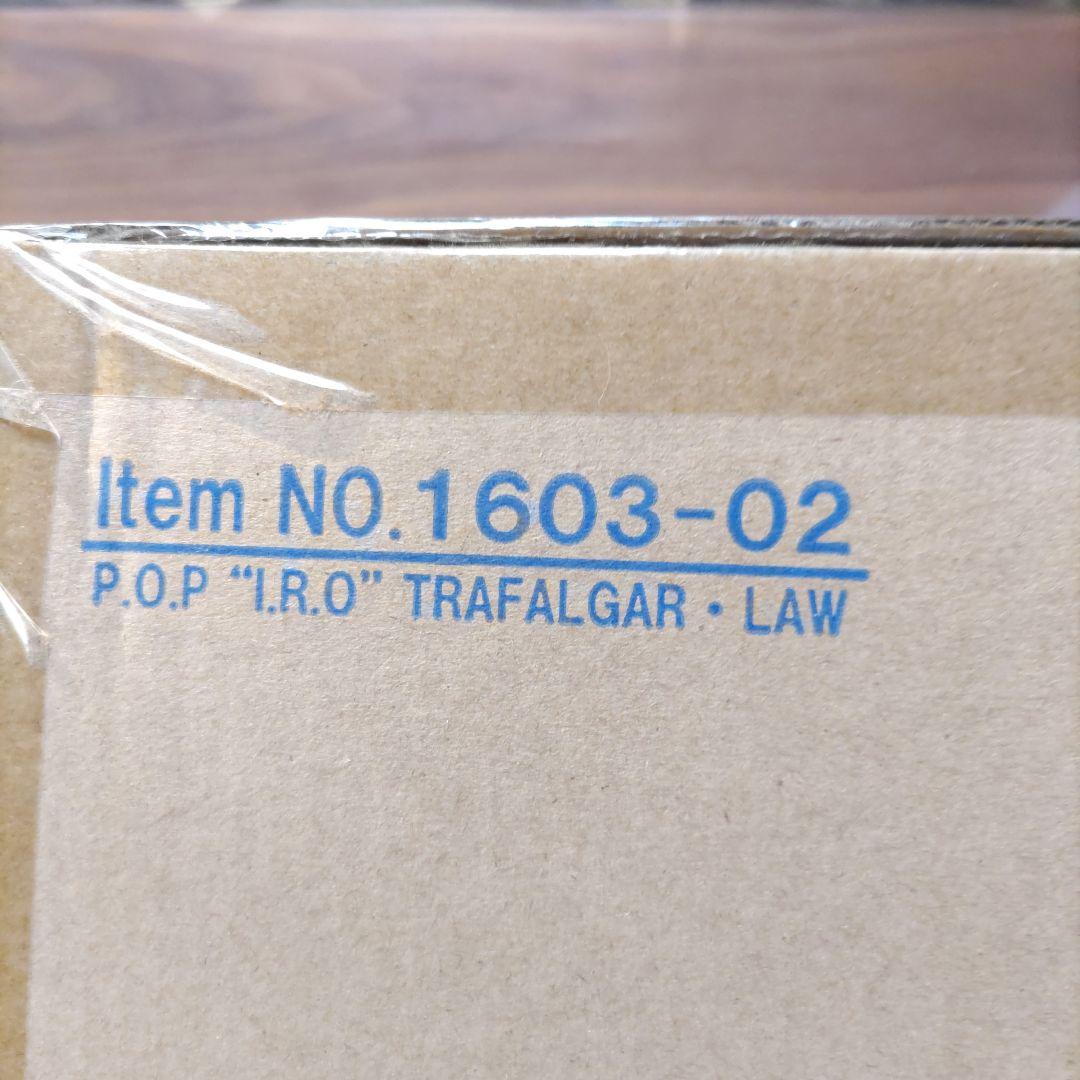 Item NO.1603-02
P.O.P “I.R.O” TRAFALGAR・LAW